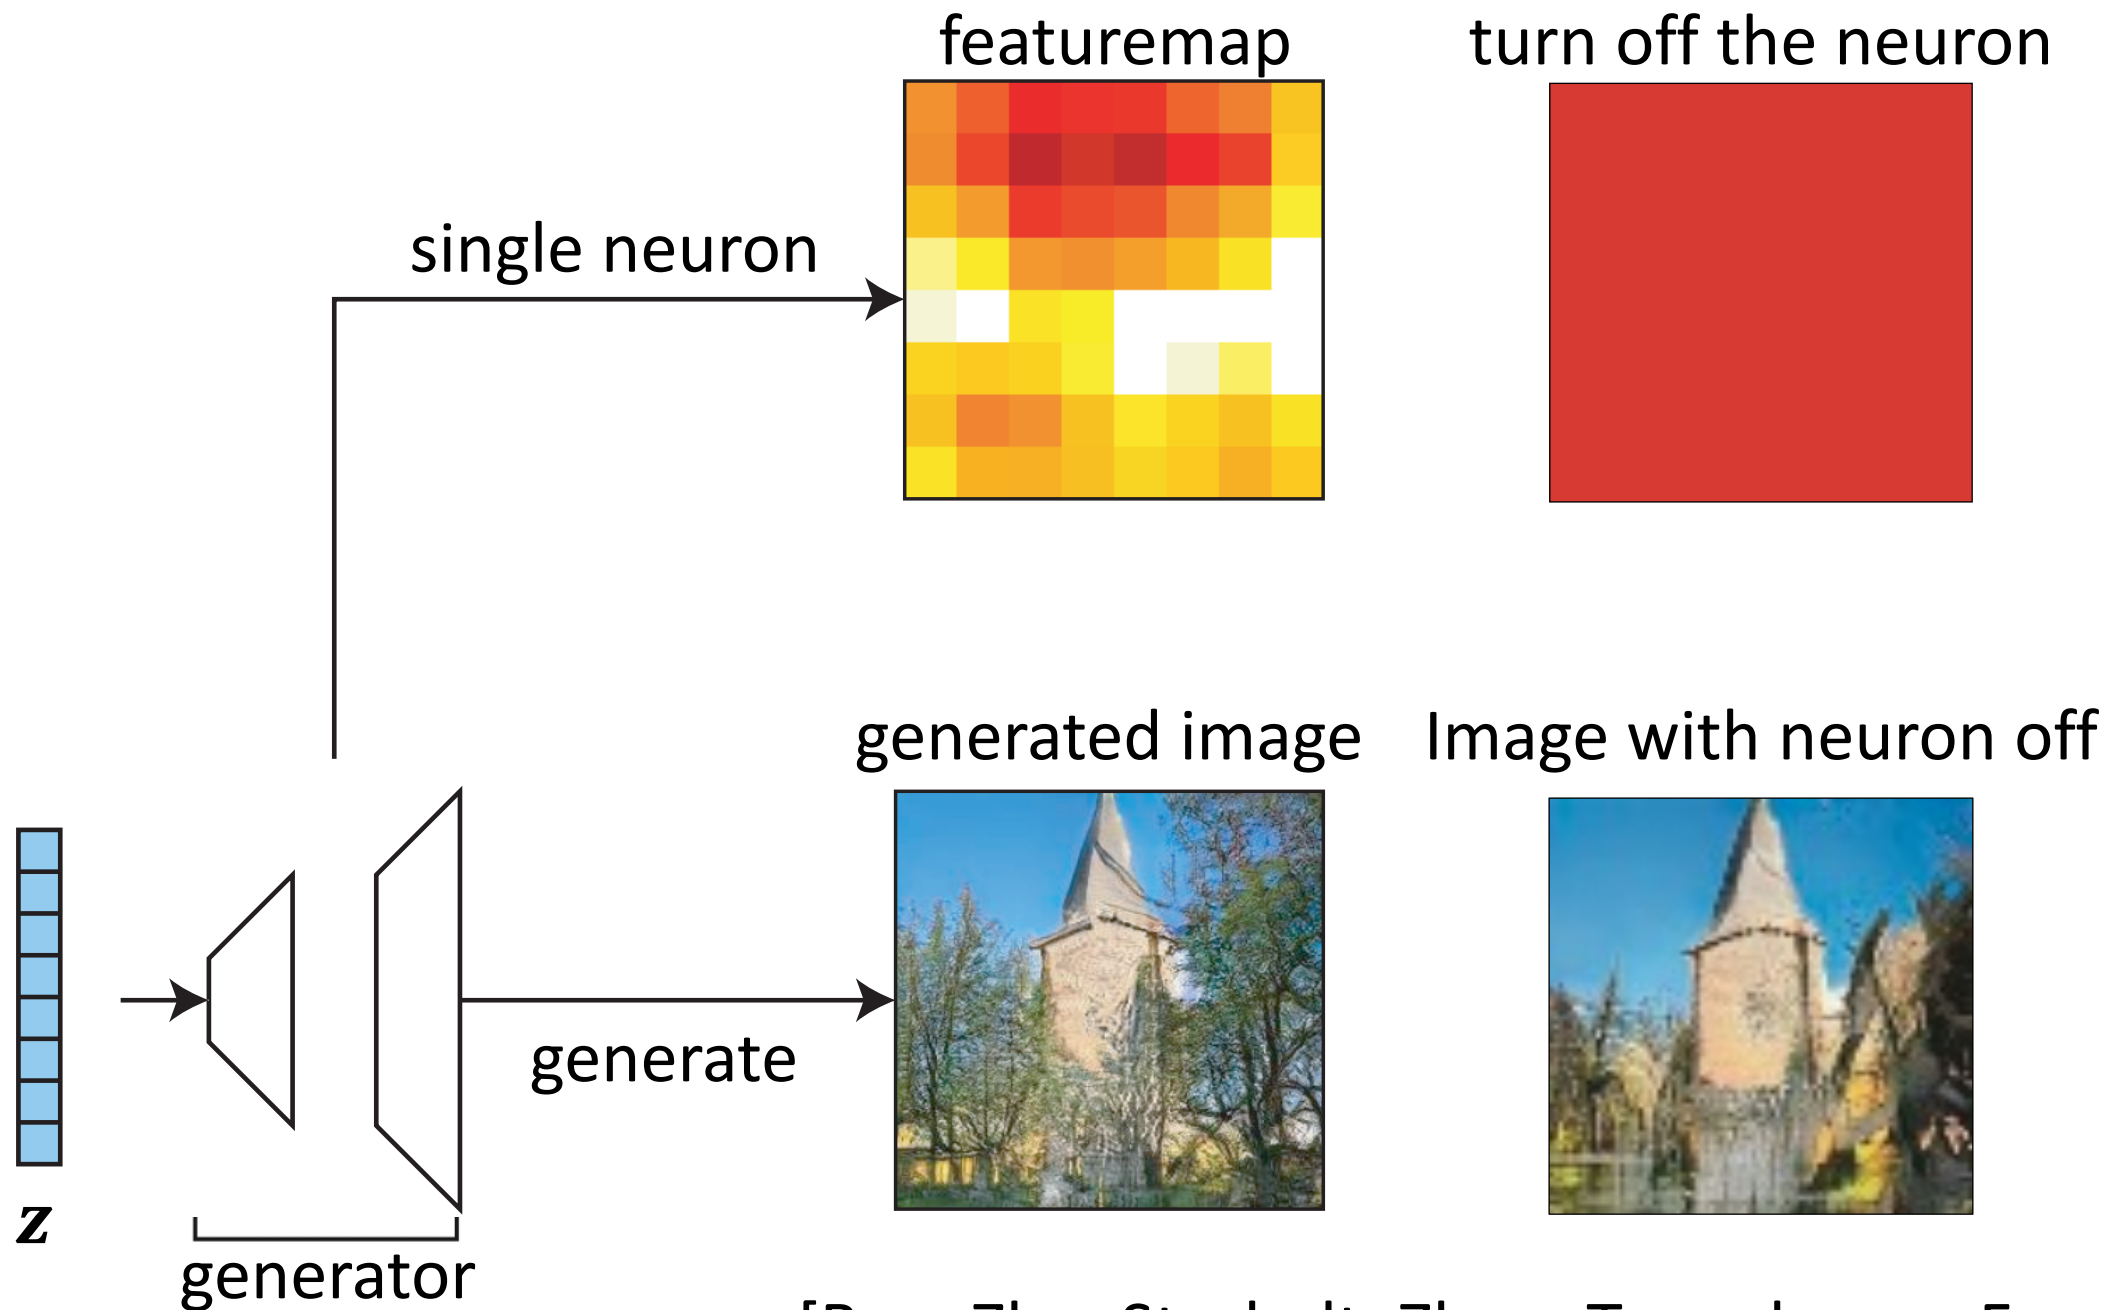 featuremap
turn off the neuron
single neuron
generated image
Image with neuron off
generate
z
generator